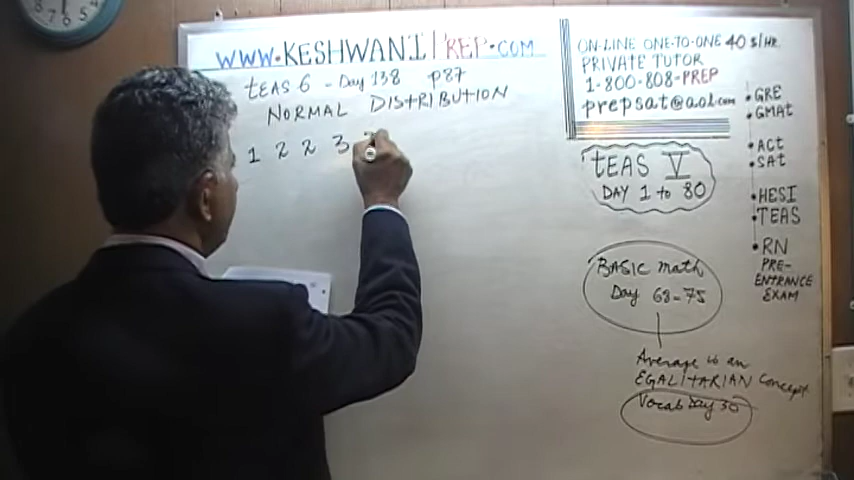 WWW.KESHWANI PREP.COM
TEAS 6 - Day 138 p87
NORMAL DISTRIBUTION
1 2 2 3
ON-LINE ONE-TO-ONE 40 $/HR.
PRIVATE TUTOR
1-800-808-PREP
prepsat@aol.com
TEAS V
DAY 1 to 80
BASIC math
Day 68-75
Average is an
EGALITARIAN Concept
Vocab Day 50
GRE
GMAT
ACT
SAT
HESI
TEAS
RN
PRE-
ENTRANCE
EXAM